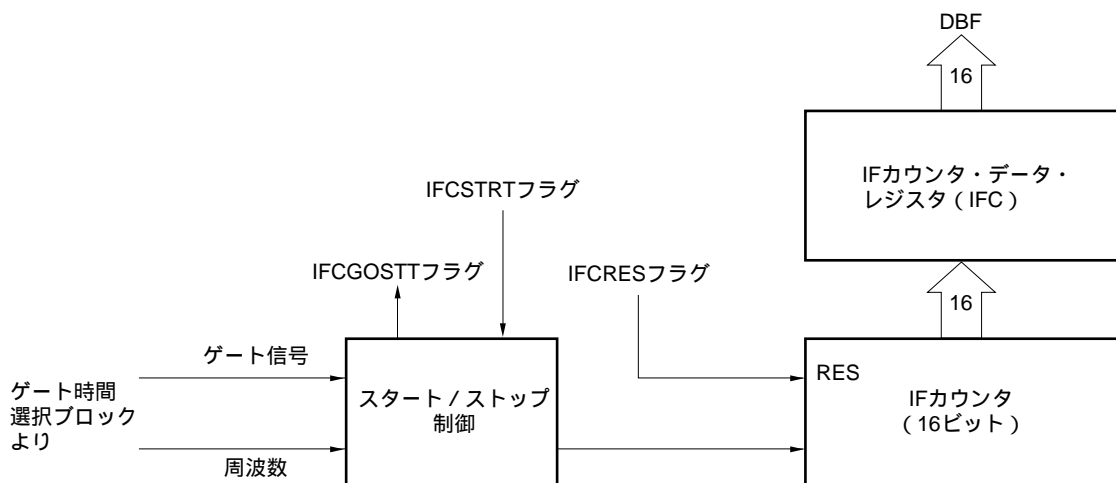 DBF
16
IFカウンタ・データ・
レジスタ（IFC）
IFCSTRTフラグ
IFCGOSTTフラグ
IFCRESフラグ
16
ゲート信号
ゲート時間
選択ブロック
より
周波数
スタート／ストップ
制御
RES
IFカウンタ
（16ビット）